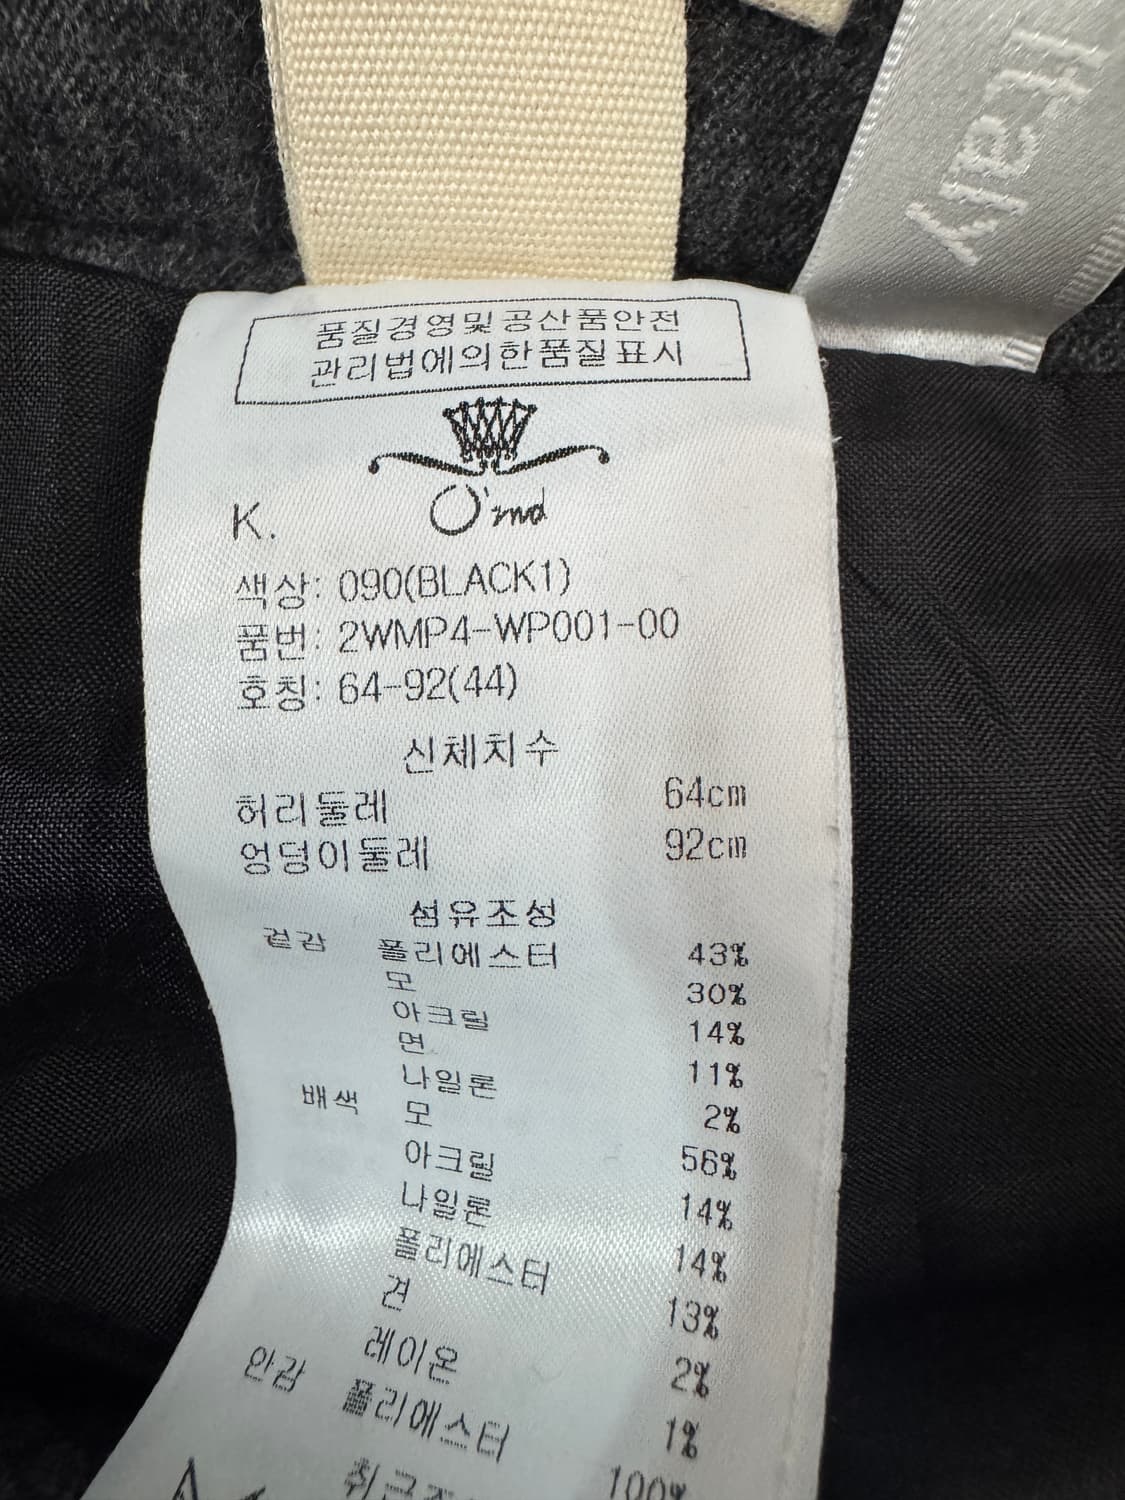 Italy
품질경영및공산품안전
관리법에의한품질표시
O'2nd
K.
색상: 090(BLACK1)
품번: 2WMP4-WP001-00
호칭: 64-92(44)
신체치수
허리둘레 64cm
엉덩이둘레 92cm
섬유조성
겉감 폴리에스터 43%
모 30%
아크릴 14%
면 11%
나일론 2%
배색 모 56%
아크릴 14%
나일론 14%
폴리에스터 13%
견 2%
레이온 1%
안감 폴리에스터 100%
취급